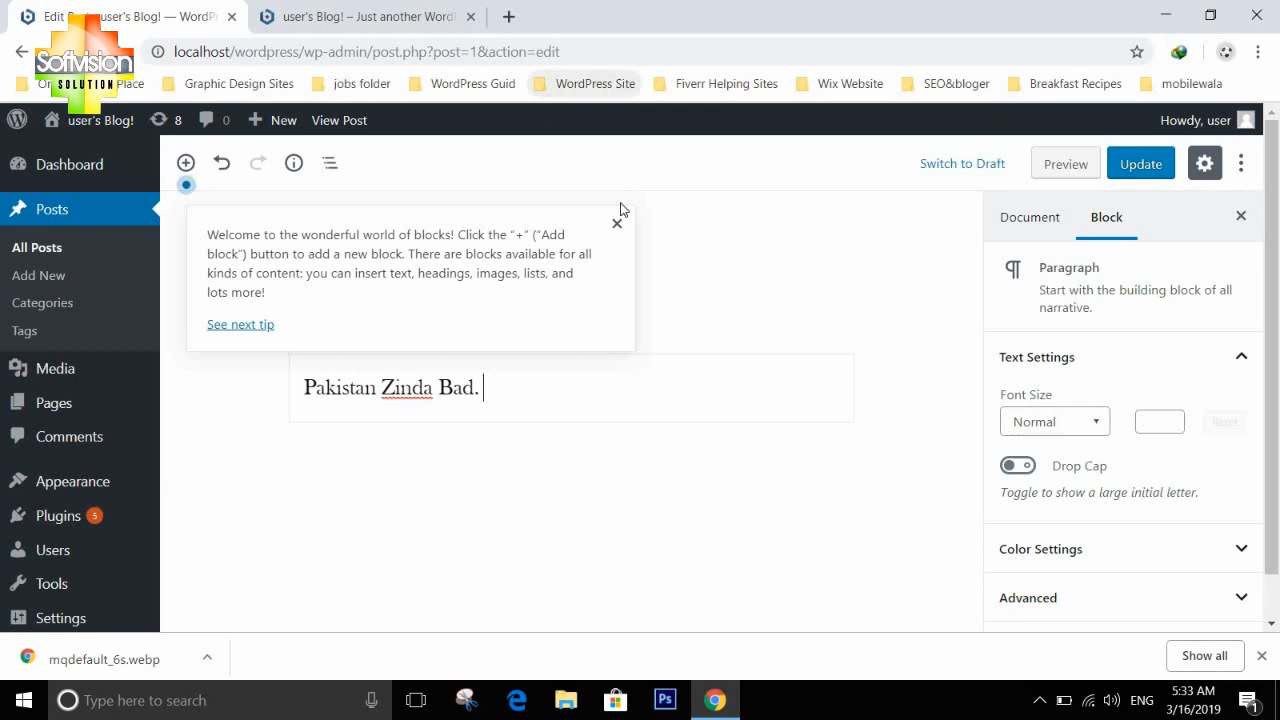 Edit Post
user's Blog! — WordP
user's Blog! – Just another Word
localhost/wordpress/wp-admin/post.php?post=1&action=edit
SofVision
SOLUTION
Place
Graphic Design Sites
jobs folder
WordPress Guid
WordPress Site
Fiverr Helping Sites
Wix Website
SEO&bloger
Breakfast Recipes
mobilewala
user's Blog!
8
0
New
View Post
Howdy, user
Dashboard
Posts
All Posts
Add New
Categories
Tags
Media
Pages
Comments
Appearance
Plugins 5
Users
Tools
Settings
Switch to Draft
Preview
Update
Welcome to the wonderful world of blocks! Click the “+” (“Add
block”) button to add a new block. There are blocks available for all
kinds of content: you can insert text, headings, images, lists, and
lots more!
See next tip
Pakistan Zinda Bad.
Document
Block
Paragraph
Start with the building block of all
narrative.
Text Settings
Font Size
Normal
Reset
Drop Cap
Toggle to show a large initial letter.
Color Settings
Advanced
mqdefault_6s.webp
Show all
Type here to search
Ps
ENG
5:33 AM
3/16/2019
1